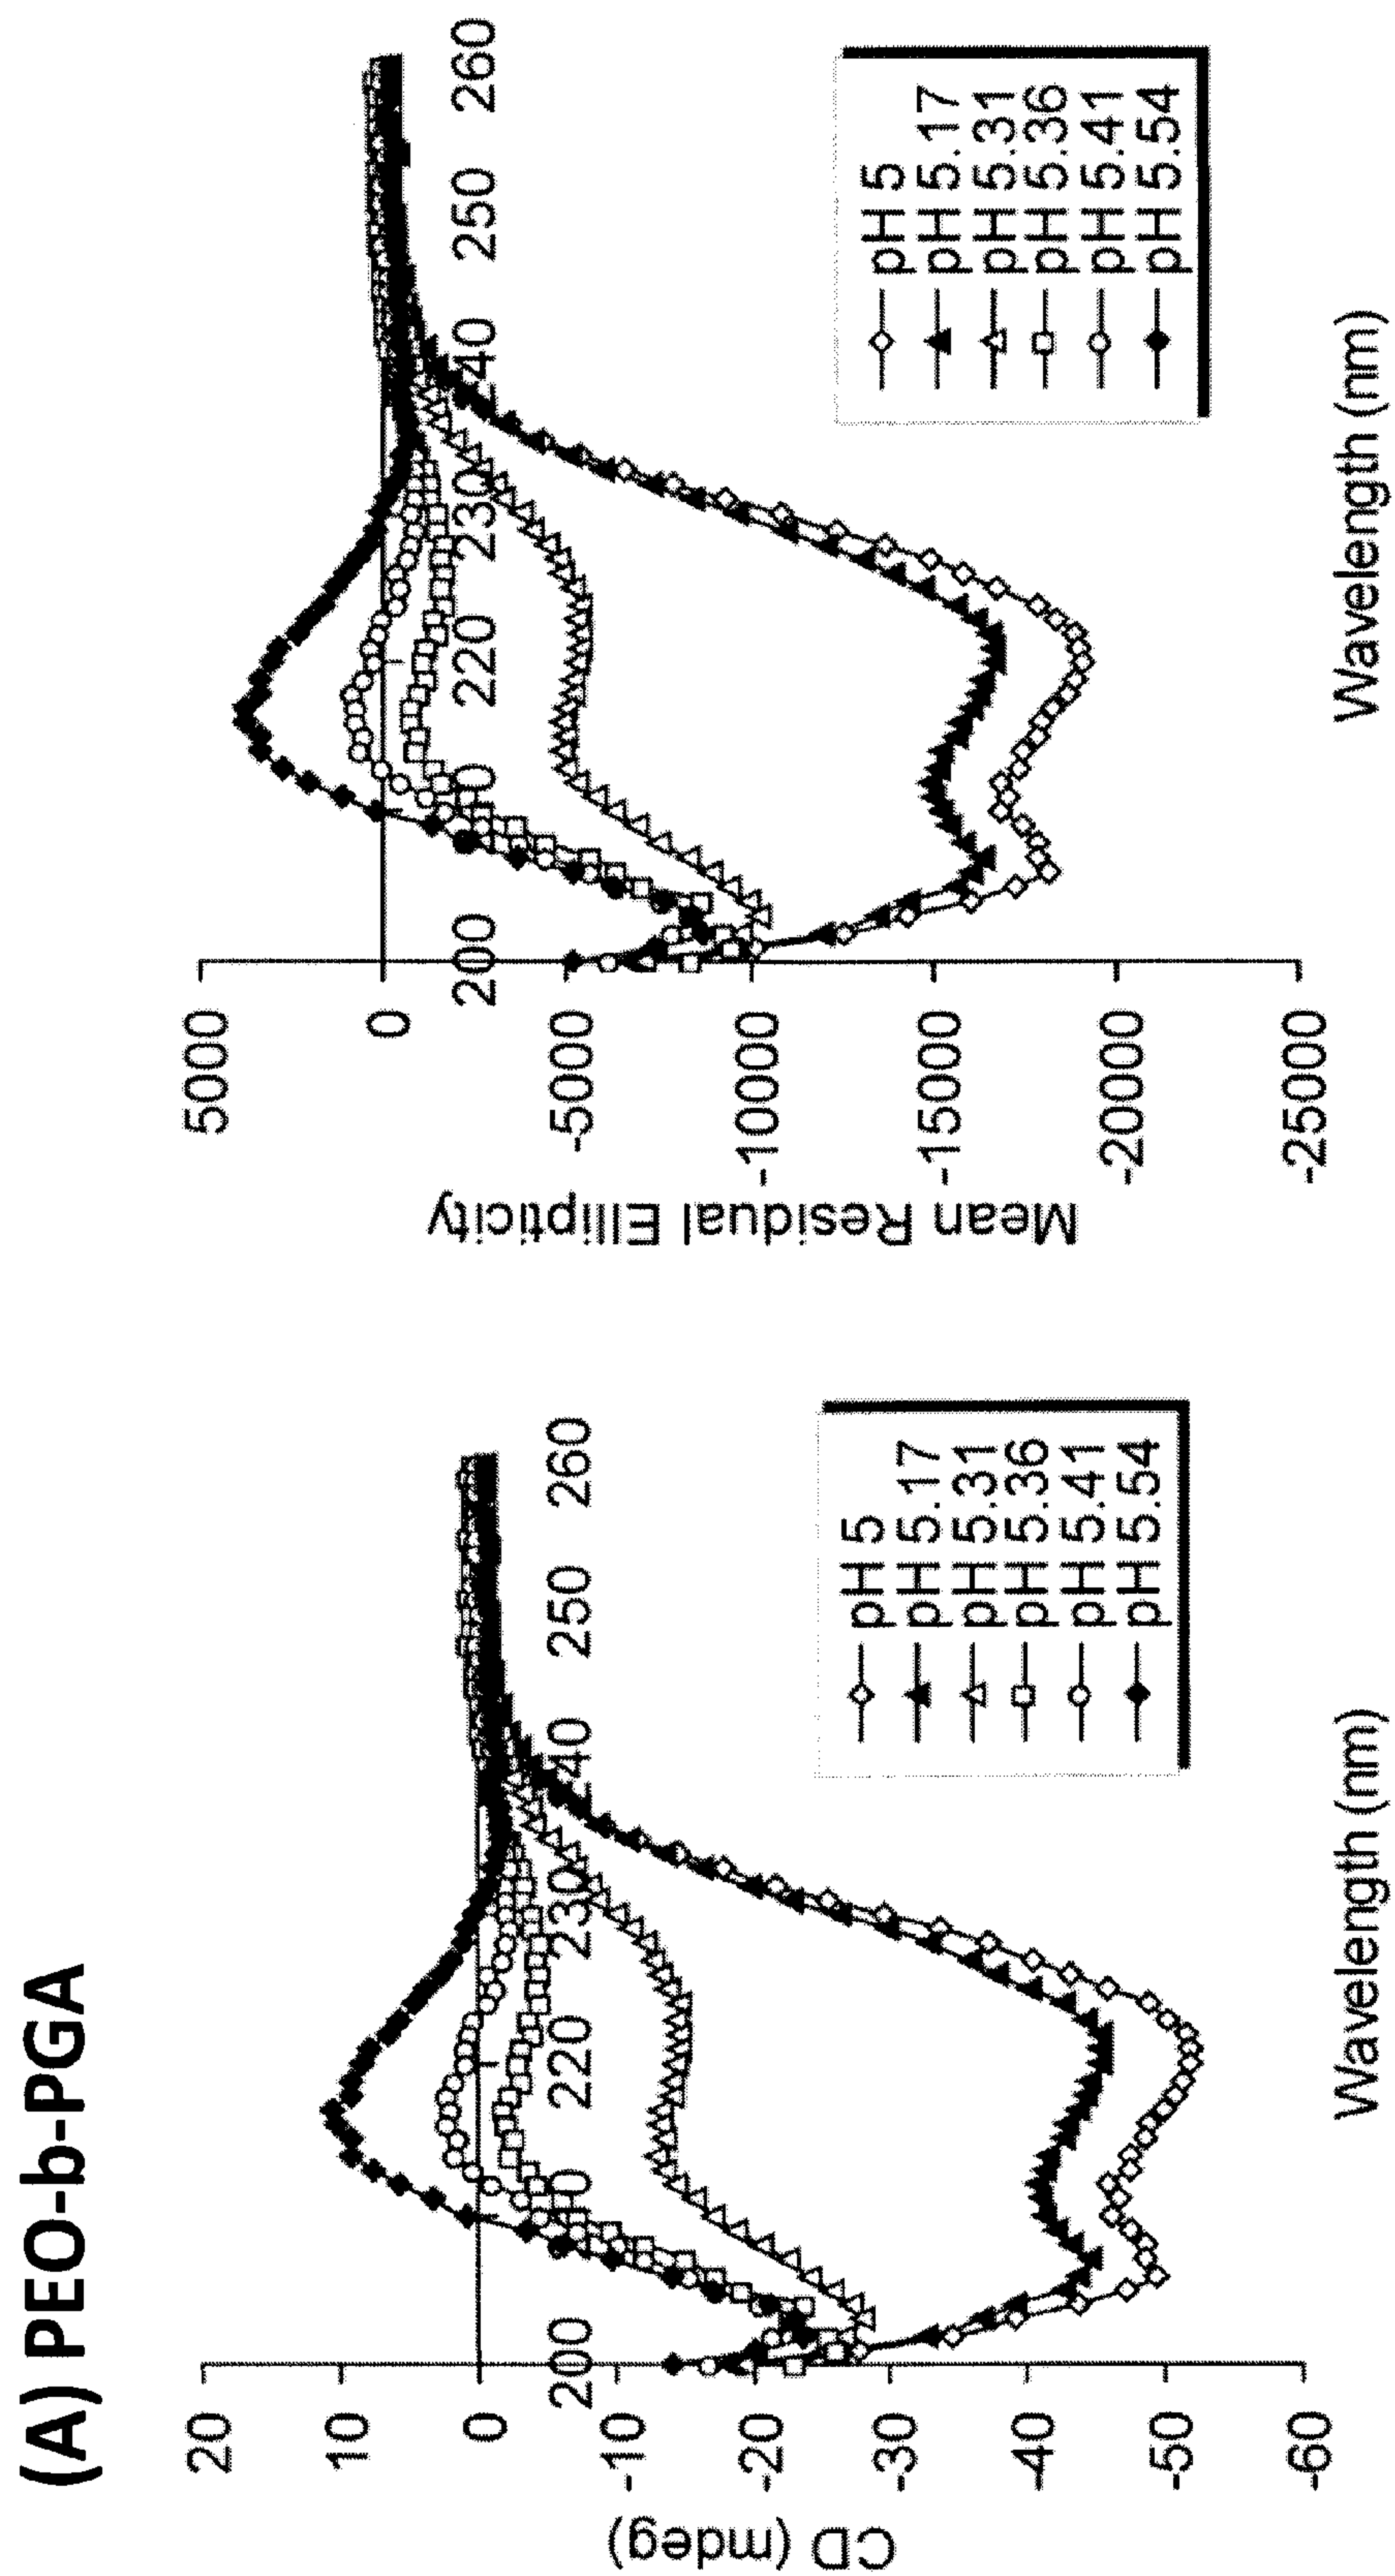 (A) PEO-b-PGA
CD (mdeg)
20
10
0
-10
-20
-30
-40
-50
-60
200
210
220
230
240
250
260
pH 5
pH 5.17
pH 5.31
pH 5.36
pH 5.41
pH 5.54
Wavelength (nm)
Mean Residual Ellipticity
5000
0
-5000
-10000
-15000
-20000
-25000
200
210
220
230
240
250
260
pH 5
pH 5.17
pH 5.31
pH 5.36
pH 5.41
pH 5.54
Wavelength (nm)